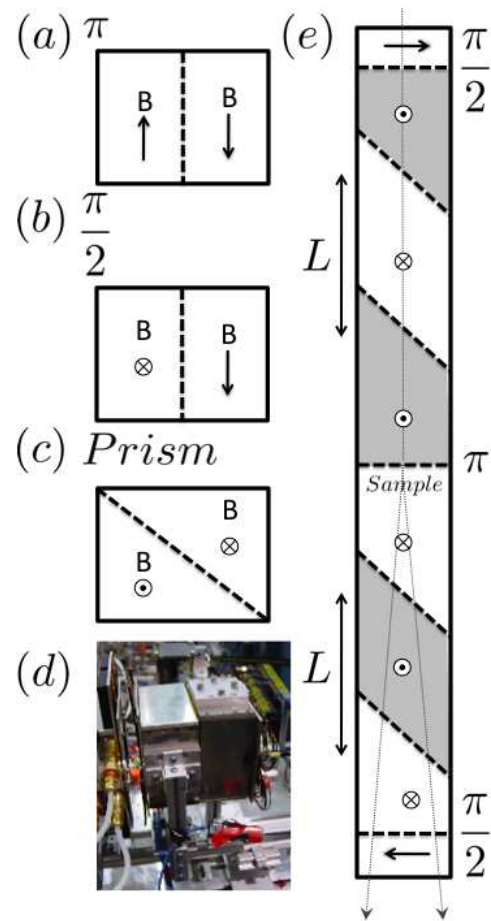 (a) π
B B
(b) π/2
B
B
(c) Prism
B
B
(d)
(e)
π/2
L
π
Sample
L
π/2